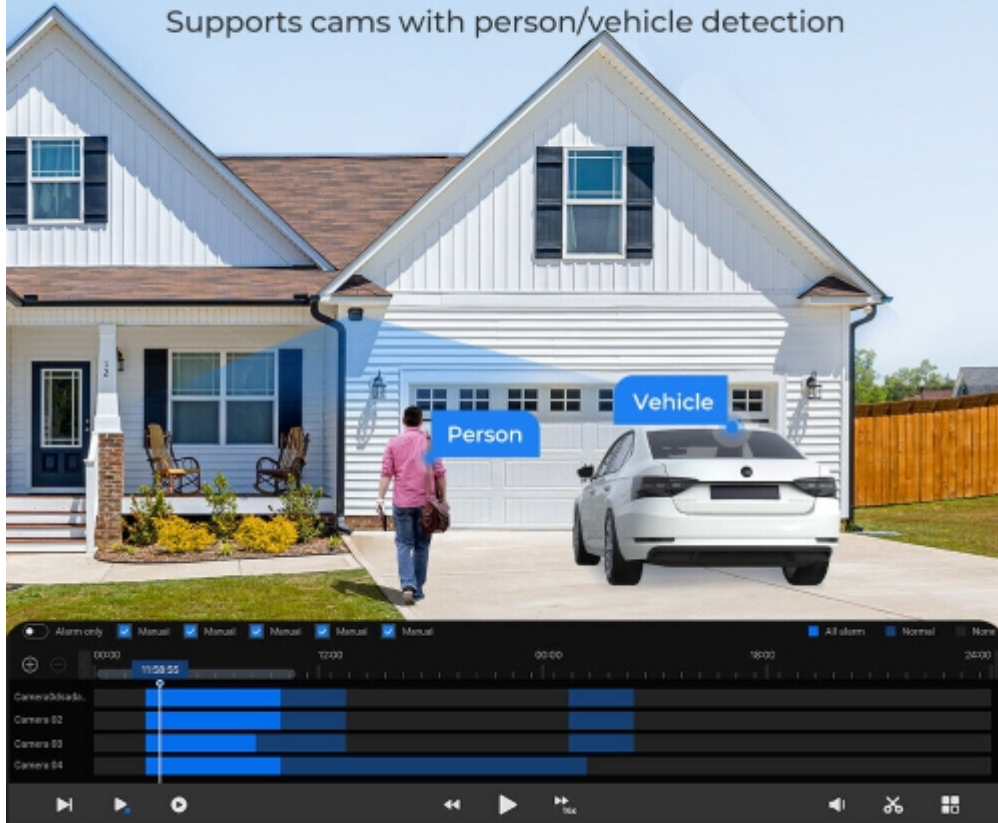 Supports cams with person/vehicle detection
12
Vehicle
Person
Alarm only Manual Manual Manual Manual Manual All alarm Normal None
00:00 12:00 00:00 18:00 24:00
11:58:55
Camera 02
Camera 03
Camera 04
16x